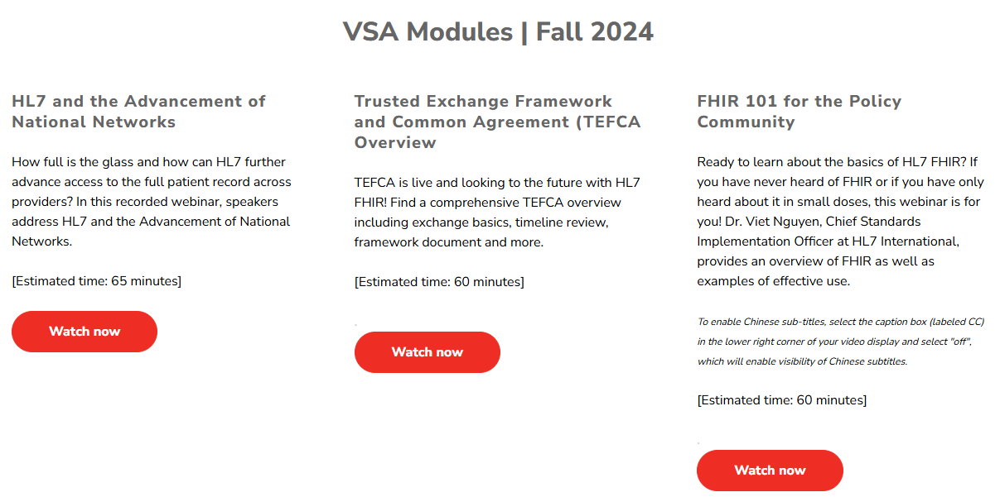 VSA Modules | Fall 2024
HL7 and the Advancement of
National Networks
How full is the glass and how can HL7 further
advance access to the full patient record across
providers? In this recorded webinar, speakers
address HL7 and the Advancement of National
Networks.
[Estimated time: 65 minutes]
Watch now
Trusted Exchange Framework
and Common Agreement (TEFCA
Overview
TEFCA is live and looking to the future with HL7
FHIR! Find a comprehensive TEFCA overview
including exchange basics, timeline review,
framework document and more.
[Estimated time: 60 minutes]
.
Watch now
FHIR 101 for the Policy
Community
Ready to learn about the basics of HL7 FHIR? If
you have never heard of FHIR or if you have only
heard about it in small doses, this webinar is for
you! Dr. Viet Nguyen, Chief Standards
Implementation Officer at HL7 International,
provides an overview of FHIR as well as
examples of effective use.
To enable Chinese sub-titles, select the caption box (labeled CC)
in the lower right corner of your video display and select "off",
which will enable visibility of Chinese subtitles.
[Estimated time: 60 minutes]
.
Watch now